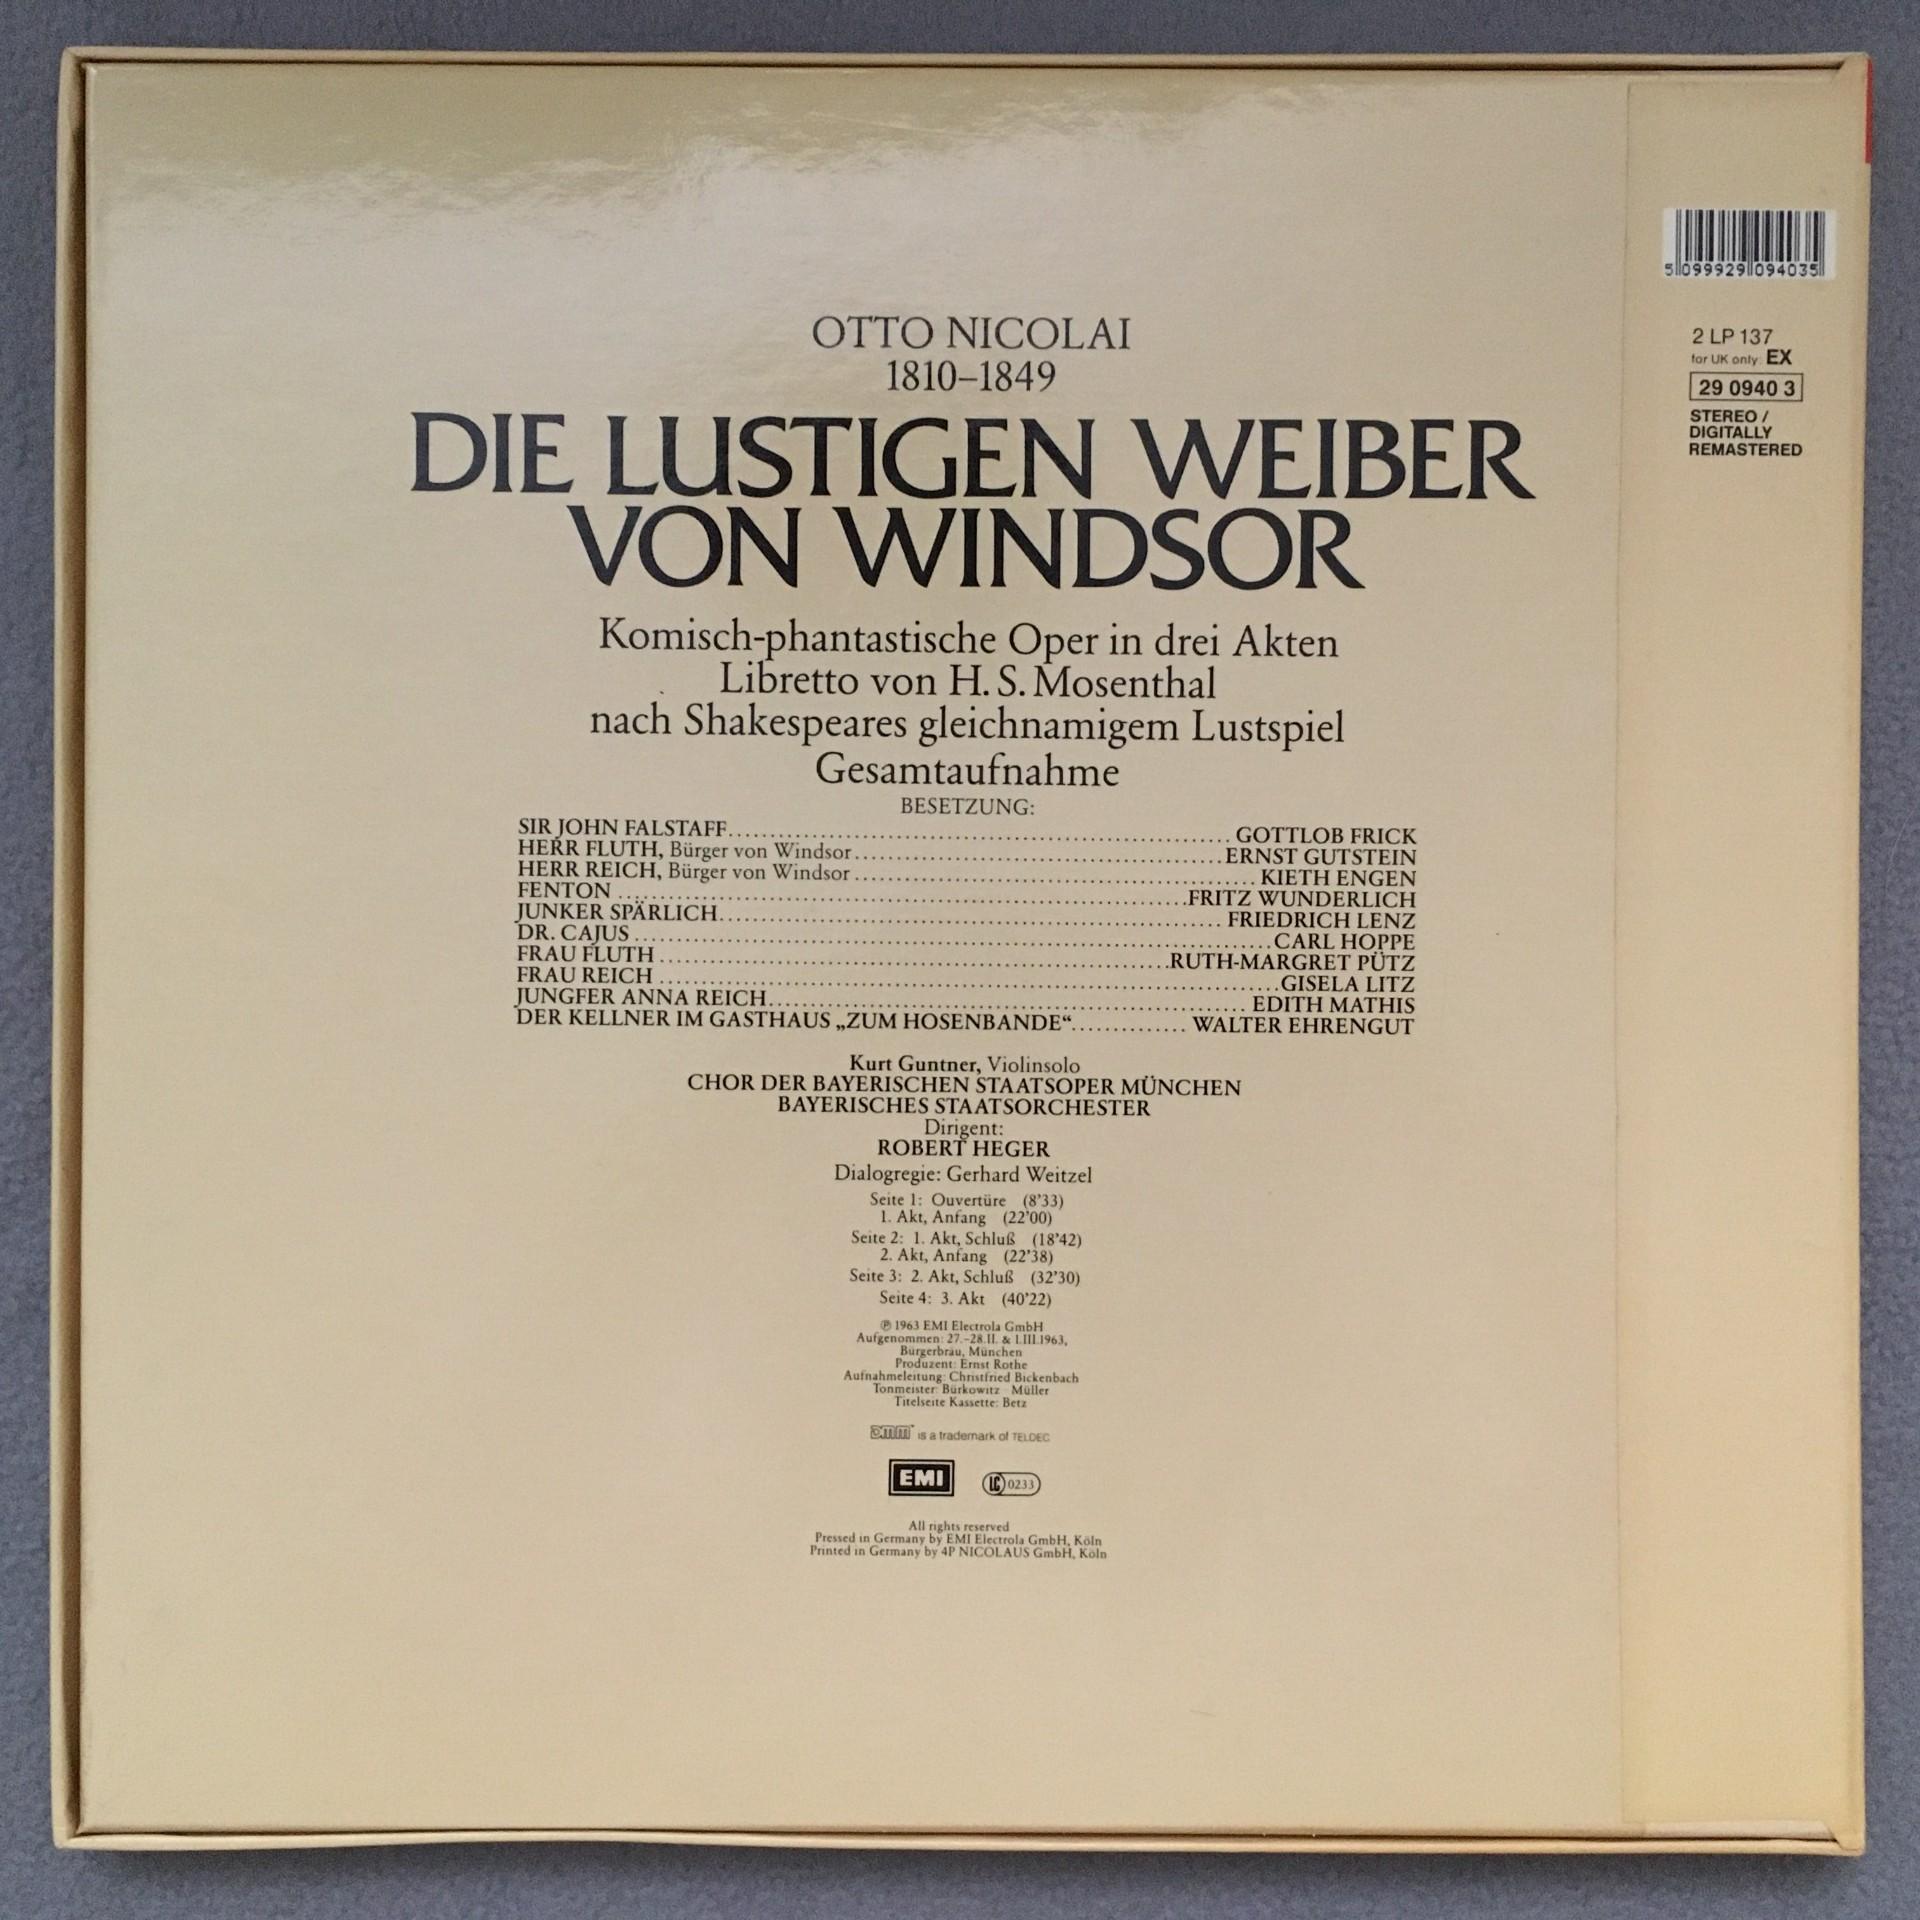 OTTO NICOLAI
1810–1849
DIE LUSTIGEN WEIBER
VON WINDSOR
Komisch-phantastische Oper in drei Akten
Libretto von H. S. Mosenthal
nach Shakespeares gleichnamigem Lustspiel
Gesamtaufnahme
BESETZUNG:
SIR JOHN FALSTAFF........GOTTLOB FRICK
HERR FLUTH, Bürger von Windsor........ERNST GUTSTEIN
HERR REICH, Bürger von Windsor........KIETH ENGEN
FENTON........FRITZ WUNDERLICH
JUNKER SPÄRLICH........FRIEDRICH LENZ
DR. CAJUS........CARL HOPPE
FRAU FLUTH........RUTH-MARGRET PÜTZ
FRAU REICH........GISELA LITZ
JUNGFER ANNA REICH........EDITH MATHIS
DER KELLNER IM GASTHAUS „ZUM HOSENBANDE“........WALTER EHRENGUT
Kurt Guntner, Violinsolo
CHOR DER BAYERISCHEN STAATSOPER MÜNCHEN
BAYERISCHES STAATSORCHESTER
Dirigent:
ROBERT HEGER
Dialogregie: Gerhard Weitzel
Seite 1: Ouvertüre (8’33)
1. Akt, Anfang (22’00)
Seite 2: 1. Akt, Schluß (18’42)
2. Akt, Anfang (22’38)
Seite 3: 2. Akt, Schluß (32’30)
Seite 4: 3. Akt (40’22)
℗ 1963 EMI Electrola GmbH
Aufgenommen: 27.–28.II. & 1.III.1963,
Bürgerbräu, München
Produzent: Ernst Rothe
Aufnahmeleitung: Christfried Bickenbach
Tonmeister: Bürkowitz - Müller
Titelseite Kassette: Betz
DMM™ is a trademark of TELDEC
EMI LC 0233
All rights reserved
Pressed in Germany by EMI Electrola GmbH, Köln
Printed in Germany by 4P NICOLAUS GmbH, Köln
5 099929 094035
2 LP 137
for UK only: EX
29 0940 3
STEREO /
DIGITALLY
REMASTERED